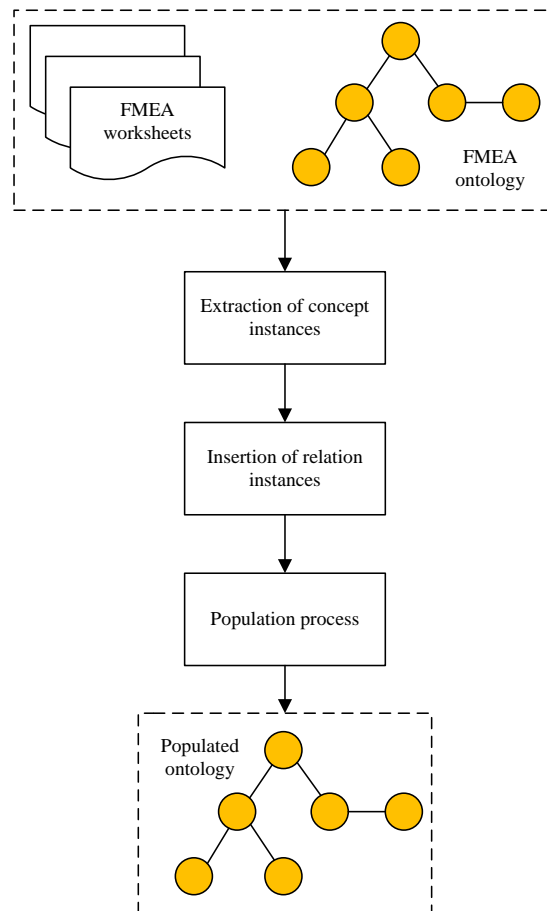 FMEA
worksheets
FMEA
ontology
Extraction of concept
instances
Insertion of relation
instances
Population process
Populated
ontology